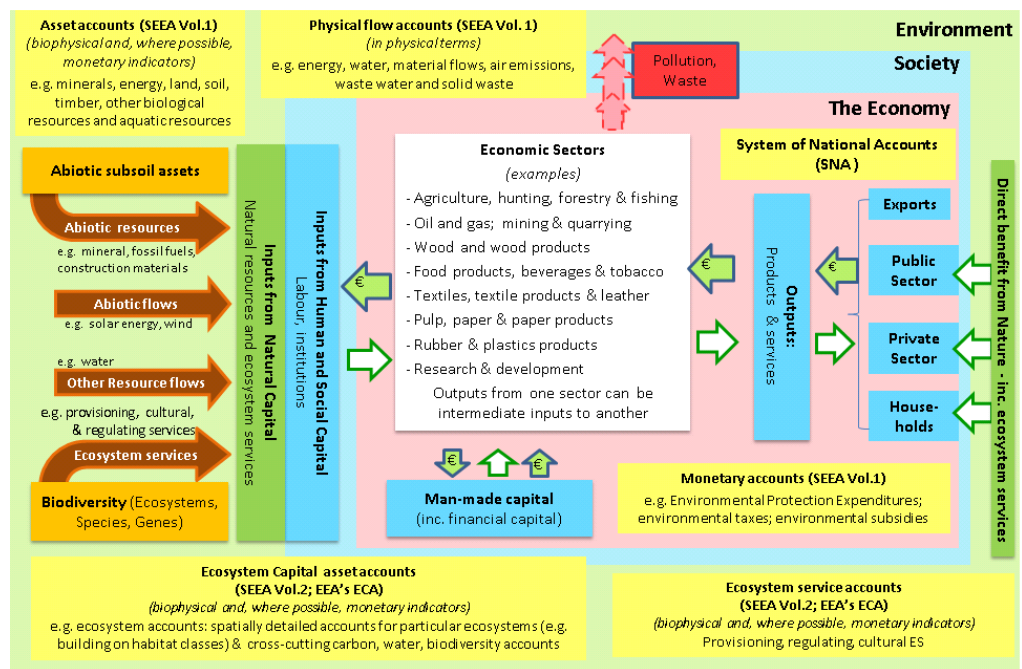 Asset accounts (SEEA Vol.1)
(biophysical and, where possible,
monetary indicators)
e.g. minerals, energy, land, soil,
timber, other biological
resources and aquatic resources
Physical flow accounts (SEEA Vol. 1)
(in physical terms)
e.g. energy, water, material flows, air emissions,
waste water and solid waste
Pollution,
Waste
Environment
Society
The Economy
System of National Accounts
(SNA )
Abiotic subsoil assets
Abiotic resources
e.g. mineral, fossil fuels,
construction materials
Abiotic flows
e.g. solar energy, wind
e.g. water
Other Resource flows
e.g. provisioning, cultural,
& regulating services
Ecosystem services
Biodiversity (Ecosystems,
Species, Genes)
Inputs from Natural Capital
Natural resources and ecosystem services
Inputs from Human and Social Capital
Labour, institutions
€
Economic Sectors
(examples)
- Agriculture, hunting, forestry & fishing
- Oil and gas; mining & quarrying
- Wood and wood products
- Food products, beverages & tobacco
- Textiles, textile products & leather
- Pulp, paper & paper products
- Rubber & plastics products
- Research & development
Outputs from one sector can be
intermediate inputs to another
€
€
Man-made capital
(inc. financial capital)
€
Outputs:
Products & services
€
Exports
Public
Sector
Private
Sector
House-
holds
Direct benefit from Nature - inc. ecosystem services
Monetary accounts (SEEA Vol.1)
e.g. Environmental Protection Expenditures;
environmental taxes; environmental subsidies
Ecosystem Capital asset accounts
(SEEA Vol.2; EEA's ECA)
(biophysical and, where possible, monetary indicators)
e.g. ecosystem accounts: spatially detailed accounts for particular ecosystems (e.g.
building on habitat classes) & cross-cutting carbon, water, biodiversity accounts
Ecosystem service accounts
(SEEA Vol.2; EEA's ECA)
(biophysical and, where possible, monetary indicators)
Provisioning, regulating, cultural ES